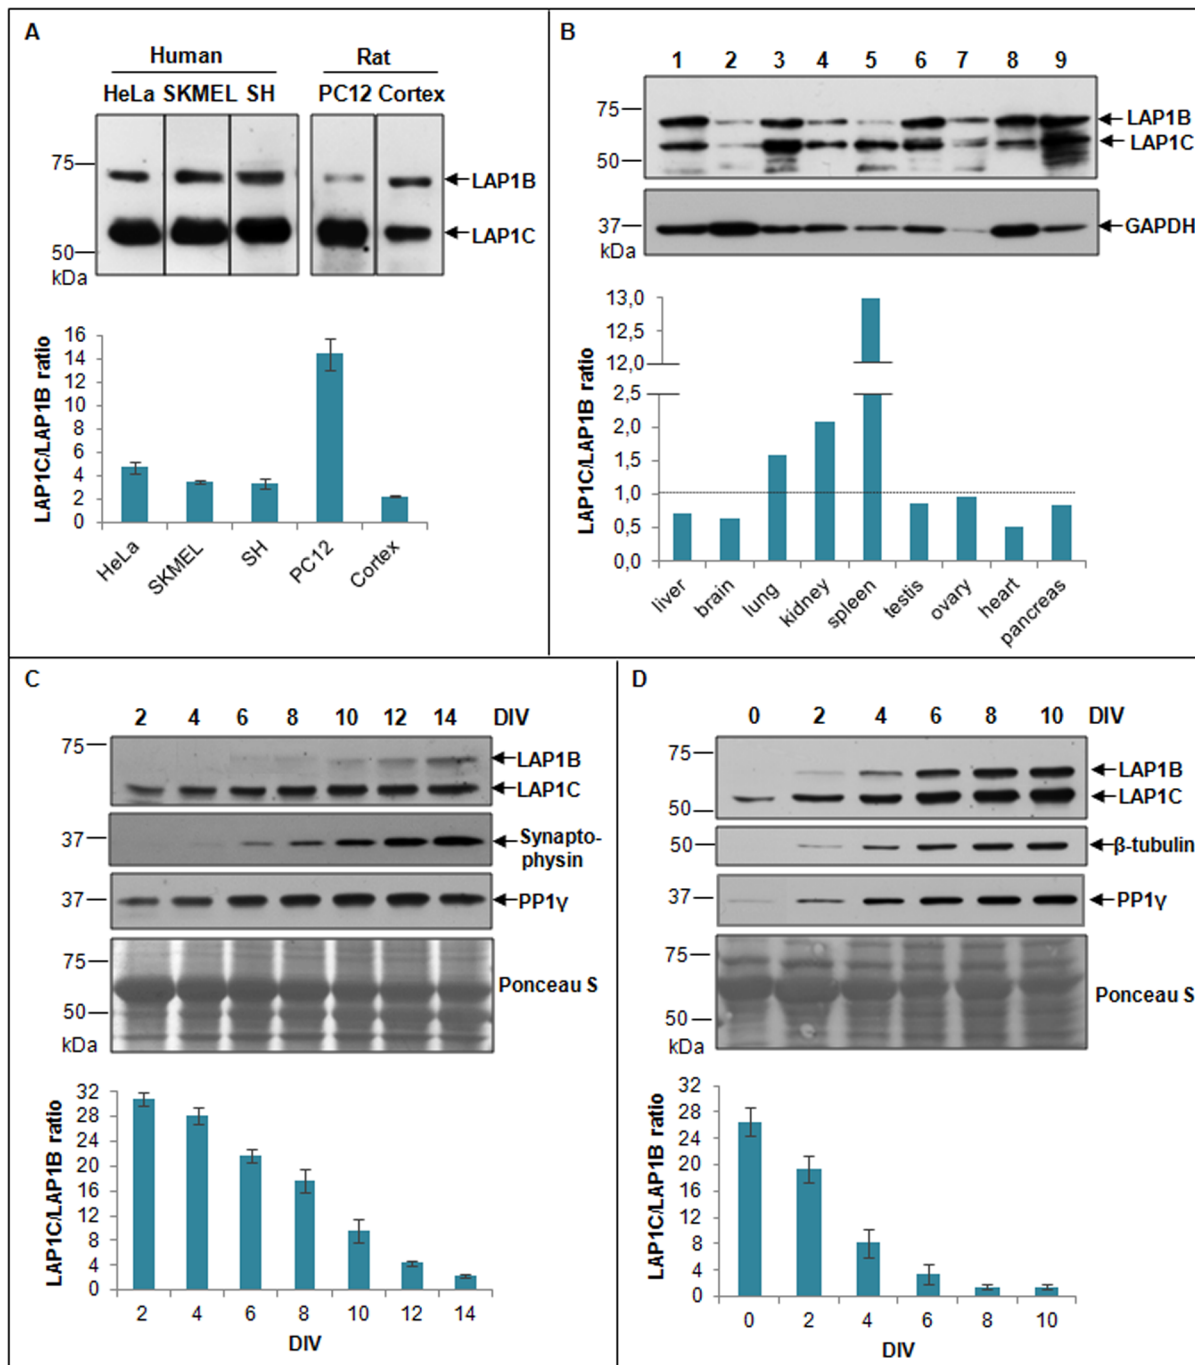 A
Human Rat
HeLa SKMEL SH PC12 Cortex
75
LAP1B
LAP1C
50
kDa
LAP1C/LAP1B ratio
16
14
12
10
8
6
4
2
0
HeLa SKMEL SH PC12 Cortex
B
1 2 3 4 5 6 7 8 9
75
LAP1B
LAP1C
50
37
GAPDH
kDa
LAP1C/LAP1B ratio
13,0
12,5
12,0
2,5
2,0
1,5
1,0
0,5
0,0
liver brain lung kidney spleen testis ovary heart pancreas
C
2 4 6 8 10 12 14 DIV
75
LAP1B
LAP1C
37
Synapto-
physin
37
PP1γ
75
Ponceau S
50
kDa
LAP1C/LAP1B ratio
32
28
24
20
16
12
8
4
0
2 4 6 8 10 12 14
DIV
D
0 2 4 6 8 10 DIV
75
LAP1B
LAP1C
50
50
β-tubulin
37
PP1γ
75
Ponceau S
50
kDa
LAP1C/LAP1B ratio
32
28
24
20
16
12
8
4
0
0 2 4 6 8 10
DIV